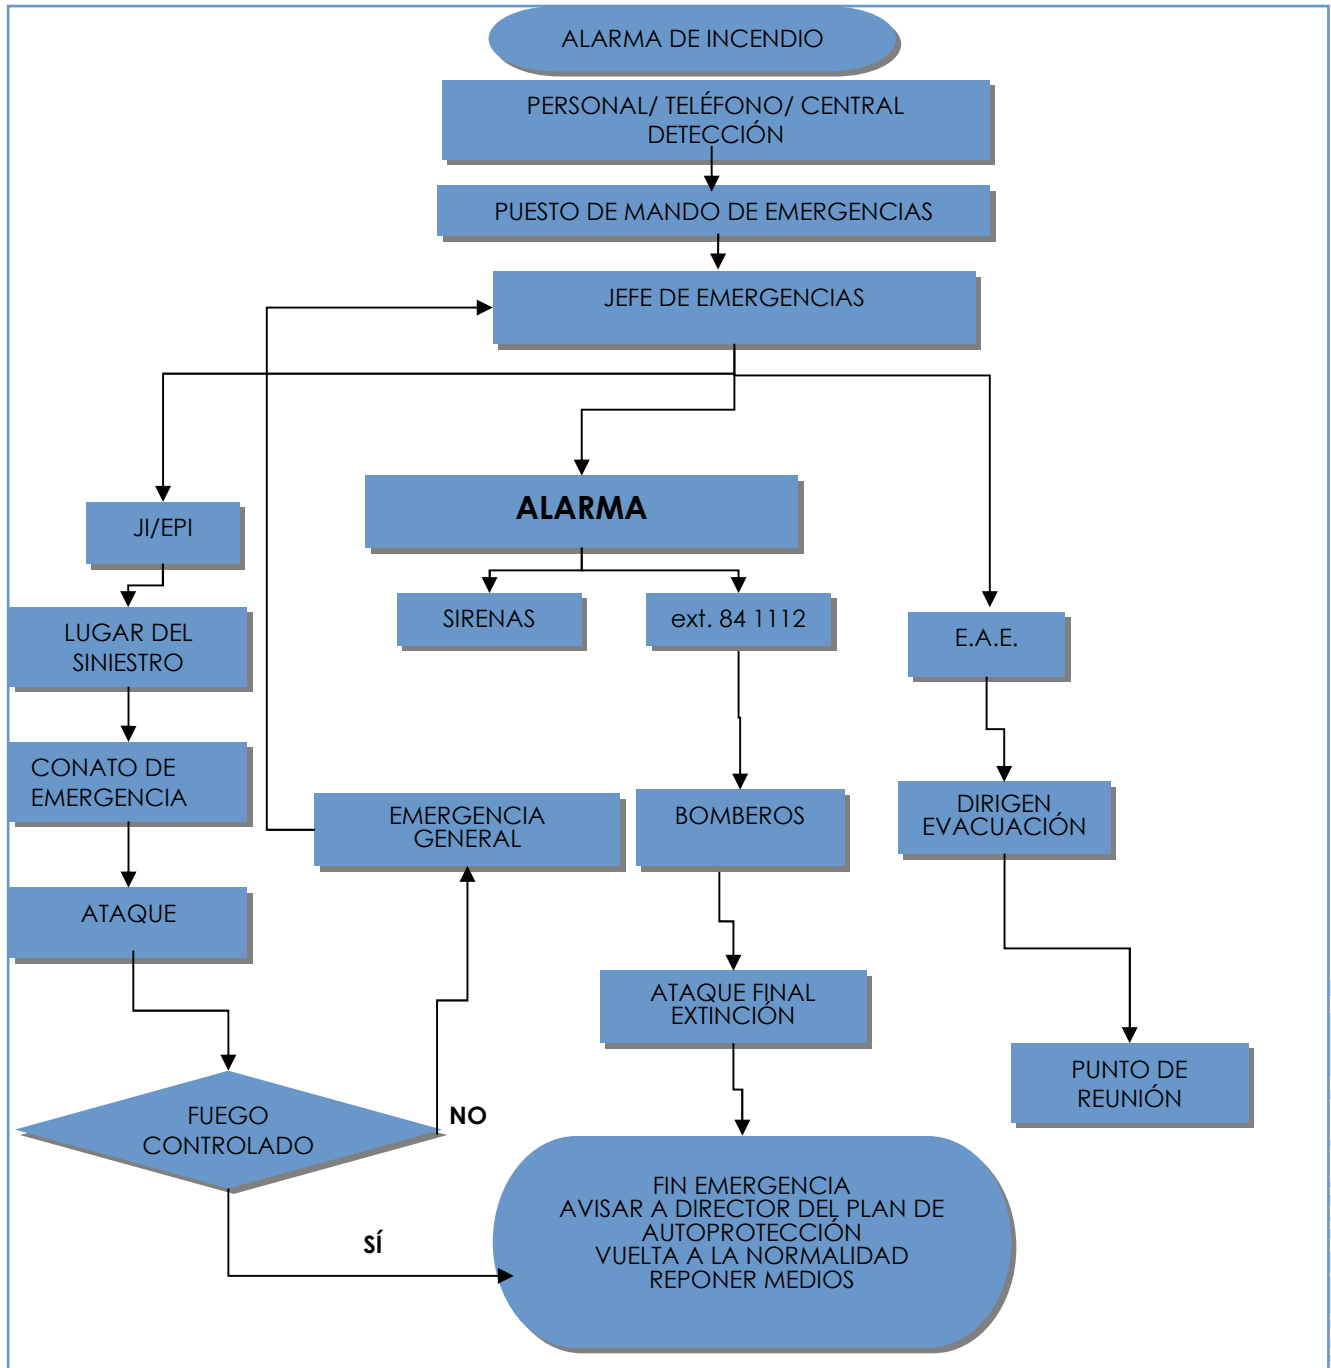 ALARMA DE INCENDIO
PERSONAL/ TELÉFONO/ CENTRAL
DETECCIÓN
PUESTO DE MANDO DE EMERGENCIAS
JEFE DE EMERGENCIAS
ALARMA
JI/EPI
SIRENAS
ext. 84 1112
E.A.E.
LUGAR DEL
SINIESTRO
CONATO DE
EMERGENCIA
EMERGENCIA
GENERAL
BOMBEROS
DIRIGEN
EVACUACIÓN
ATAQUE
ATAQUE FINAL
EXTINCIÓN
PUNTO DE
REUNIÓN
FUEGO
CONTROLADO
NO
SÍ
FIN EMERGENCIA
AVISAR A DIRECTOR DEL PLAN DE
AUTOPROTECCIÓN
VUELTA A LA NORMALIDAD
REPONER MEDIOS